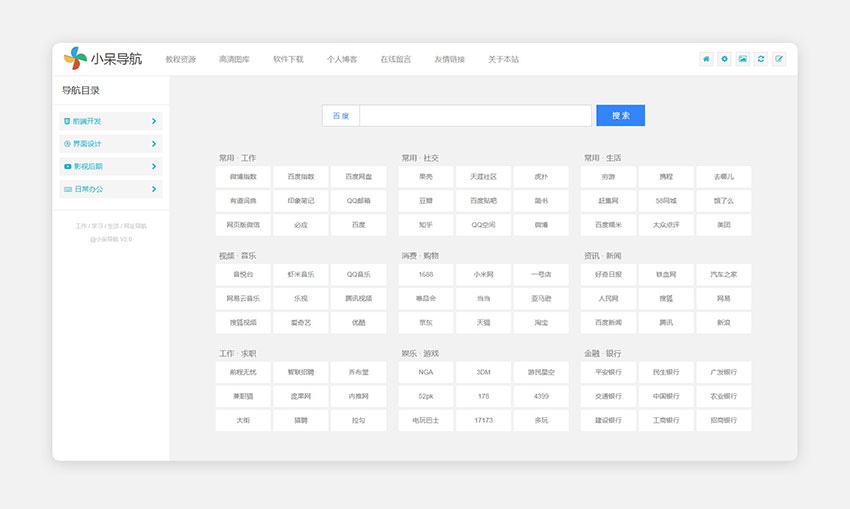 小呆导航 教程资源 高清图库 软件下载 个人博客 在线留言 友情链接 关于本站
导航目录
前端开发
界面设计
影视后期
日常办公
工作 / 学习 / 生活 / 网址导航
@小呆导航 V2.0
百 度 搜 索
常用 · 工作
微博指数 百度指数 百度网盘
有道词典 印象笔记 QQ邮箱
网页版微信 必应 百度
常用 · 社交
果壳 天涯社区 虎扑
豆瓣 百度贴吧 简书
知乎 QQ空间 微博
常用 · 生活
穷游 携程 去哪儿
赶集网 58同城 饿了么
百度糯米 大众点评 美团
视频 · 音乐
音悦台 虾米音乐 QQ音乐
网易云音乐 乐视 腾讯视频
搜狐视频 爱奇艺 优酷
消费 · 购物
1688 小米网 一号店
唯品会 当当 亚马逊
京东 天猫 淘宝
资讯 · 新闻
好奇日报 铁血网 汽车之家
人民网 搜狐 网易
百度新闻 腾讯 新浪
工作 · 求职
前程无忧 智联招聘 乔布堂
兼职猫 应届网 内推网
大街 猎聘 拉勾
娱乐 · 游戏
NGA 3DM 游民星空
52pk 178 4399
电玩巴士 17173 多玩
金融 · 银行
平安银行 民生银行 广发银行
交通银行 中国银行 农业银行
建设银行 工商银行 招商银行